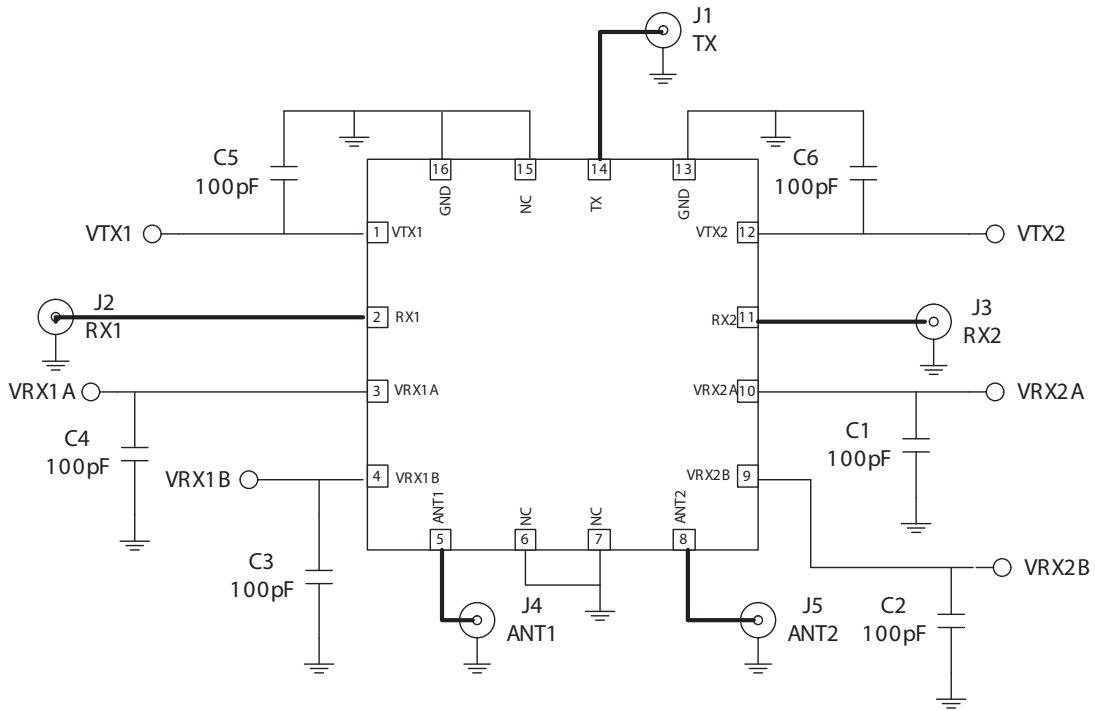 J1
TX
C5
100pF
C6
100pF
16
15
14
13
GND
NC
TX
GND
VTX1
1
VTX1
VTX2
12
VTX2
J2
RX1
2
RX1
RX2
11
J3
RX2
VRX1A
3
VRX1A
VRX2A
10
VRX2A
C4
100pF
C1
100pF
VRX1B
4
VRX1B
VRX2B
9
ANT1
NC
NC
ANT2
5
6
7
8
C3
100pF
VRX2B
J4
ANT1
J5
ANT2
C2
100pF